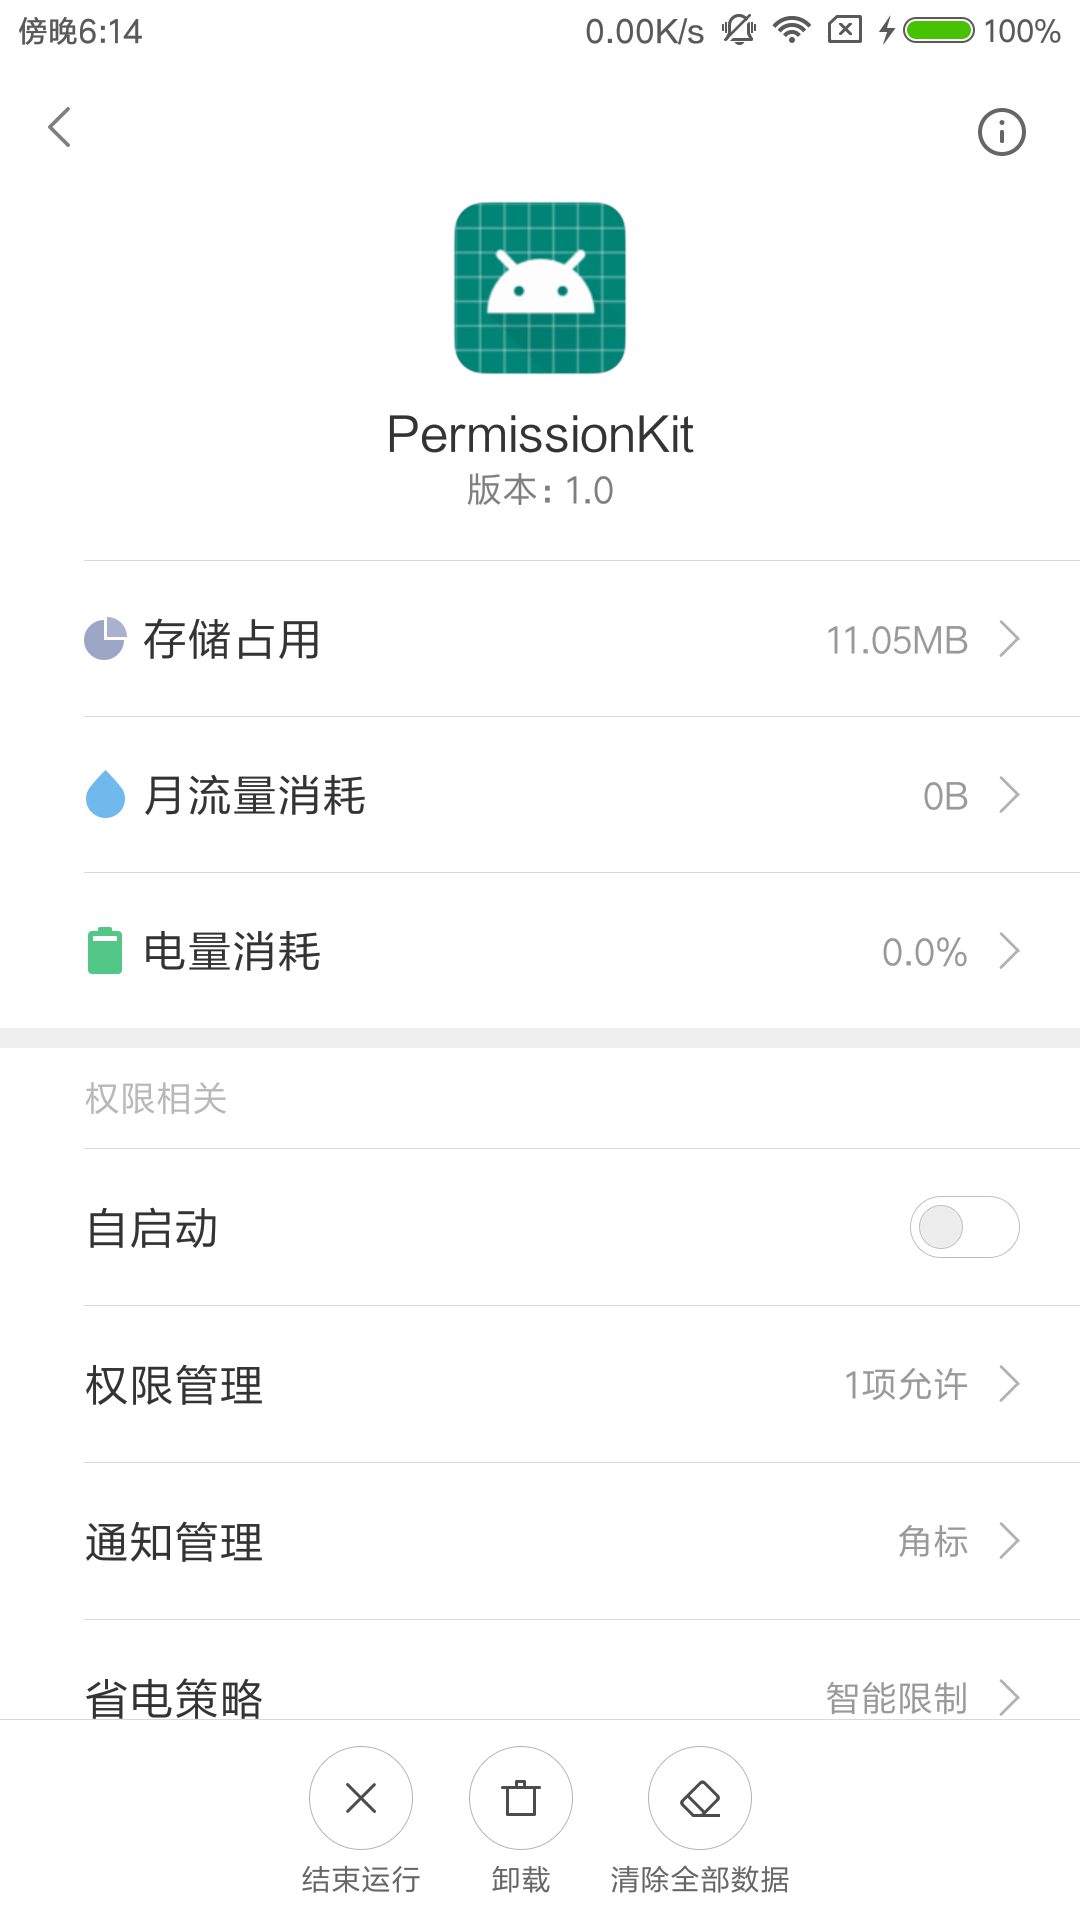 傍晚6:14 0.00K/s 100%
PermissionKit
版本: 1.0
存储占用 11.05MB
月流量消耗 0B
电量消耗 0.0%
权限相关
自启动
权限管理 1项允许
通知管理 角标
省电策略 智能限制
结束运行 卸载 清除全部数据